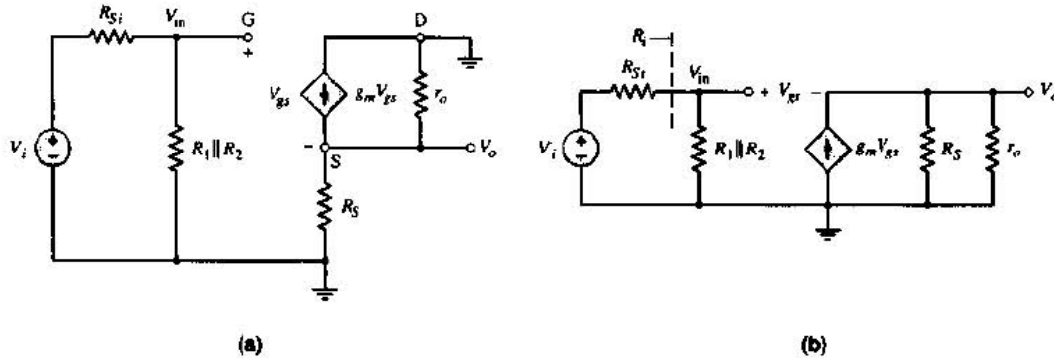 R_Si
V_in
G
+
D
V_i
+
−
R_1 || R_2
V_gs
g_m V_gs
r_o
−
S
V_o
R_S
(a)
R_i
R_Si
V_in
+ V_gs −
V_i
+
−
R_1 || R_2
g_m V_gs
R_S
r_o
(b)